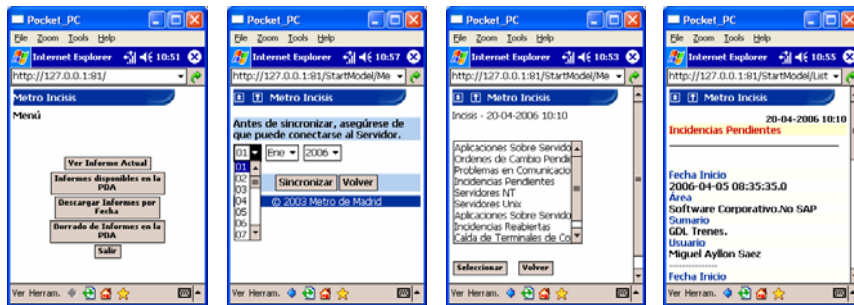 Pocket_PC
File Zoom Tools Help
Internet Explorer 10:51
http://127.0.0.1:81/
Metro Incisis
Menú
Ver Informe Actual
Informes disponibles en la
PDA
Descargar Informes por
Fecha
Borrado de Informes en la
PDA
Salir
Ver Herram.
Pocket_PC
File Zoom Tools Help
Internet Explorer 10:57
http://127.0.0.1:81/StartModel/Me
Metro Incisis
Antes de sincronizar, asegúrese de
que puede conectarse al Servidor.
01 Ene 2006
01
02
03
04
05
06
07
Sincronizar Volver
© 2003 Metro de Madrid
Ver Herram.
Pocket_PC
File Zoom Tools Help
Internet Explorer 10:53
http://127.0.0.1:81/StartModel/Me
Metro Incisis
Incisis - 20-04-2006 10:10
Aplicaciones Sobre Servido
Ordenes de Cambio Pendi
Problemas en Comunicacio
Incidencias Pendientes
Servidores NT
Servidores Unix
Aplicaciones Sobre Servido
Incidencias Reabiertas
Caída de Terminales de Co
Seleccionar Volver
Ver Herram.
Pocket_PC
File Zoom Tools Help
Internet Explorer 10:55
http://127.0.0.1:81/StartModel/List
Metro Incisis
20-04-2006 10:10
Incidencias Pendientes
Fecha Inicio
2006-04-05 08:35:35.0
Área
Software Corporativo.No SAP
Sumario
GDL Trenes.
Usuario
Miguel Ayllon Saez
Fecha Inicio
Ver Herram.